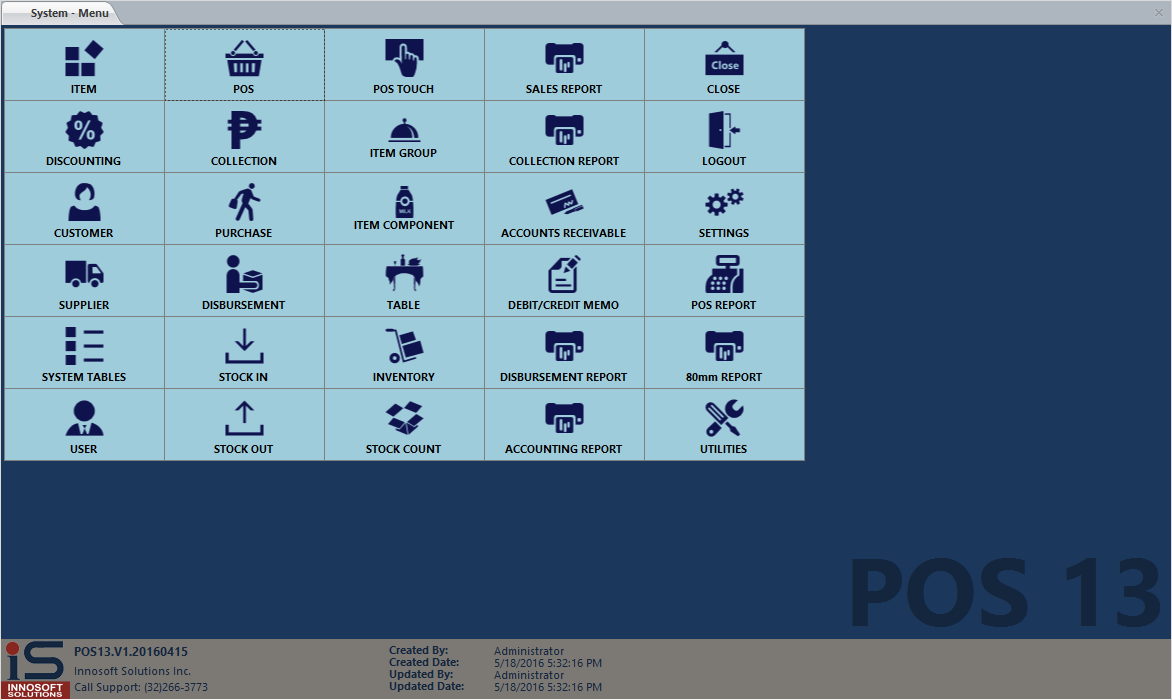 System - Menu
ITEM
POS
POS TOUCH
SALES REPORT
Close
CLOSE
%
DISCOUNTING
COLLECTION
ITEM GROUP
COLLECTION REPORT
LOGOUT
CUSTOMER
PURCHASE
MILK
ITEM COMPONENT
ACCOUNTS RECEIVABLE
SETTINGS
SUPPLIER
DISBURSEMENT
TABLE
DEBIT/CREDIT MEMO
POS REPORT
SYSTEM TABLES
STOCK IN
INVENTORY
DISBURSEMENT REPORT
80mm REPORT
USER
STOCK OUT
STOCK COUNT
ACCOUNTING REPORT
UTILITIES
POS 13
iS
INNOSOFT
SOLUTIONS
POS13.V1.20160415
Innosoft Solutions Inc.
Call Support: (32)266-3773
Created By: Administrator
Created Date: 5/18/2016 5:32:16 PM
Updated By: Administrator
Updated Date: 5/18/2016 5:32:16 PM